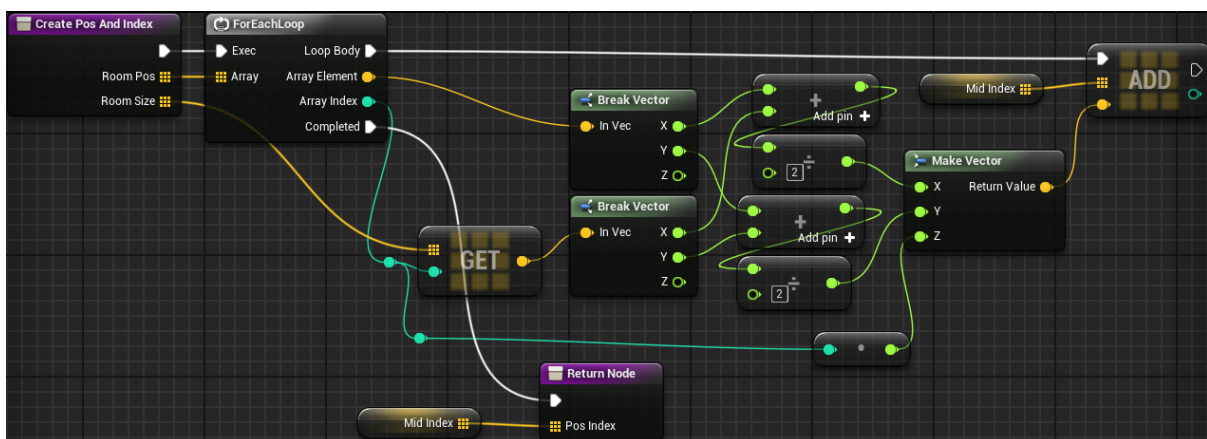 Create Pos And Index
Room Pos
Room Size
ForEachLoop
Exec
Loop Body
Array
Array Element
Array Index
Completed
Break Vector
In Vec
X
Y
Z
Break Vector
In Vec
X
Y
Z
GET
+
Add pin +
2
÷
+
Add pin +
2
÷
Mid Index
ADD
Make Vector
X
Return Value
Y
Z
Return Node
Mid Index
Pos Index